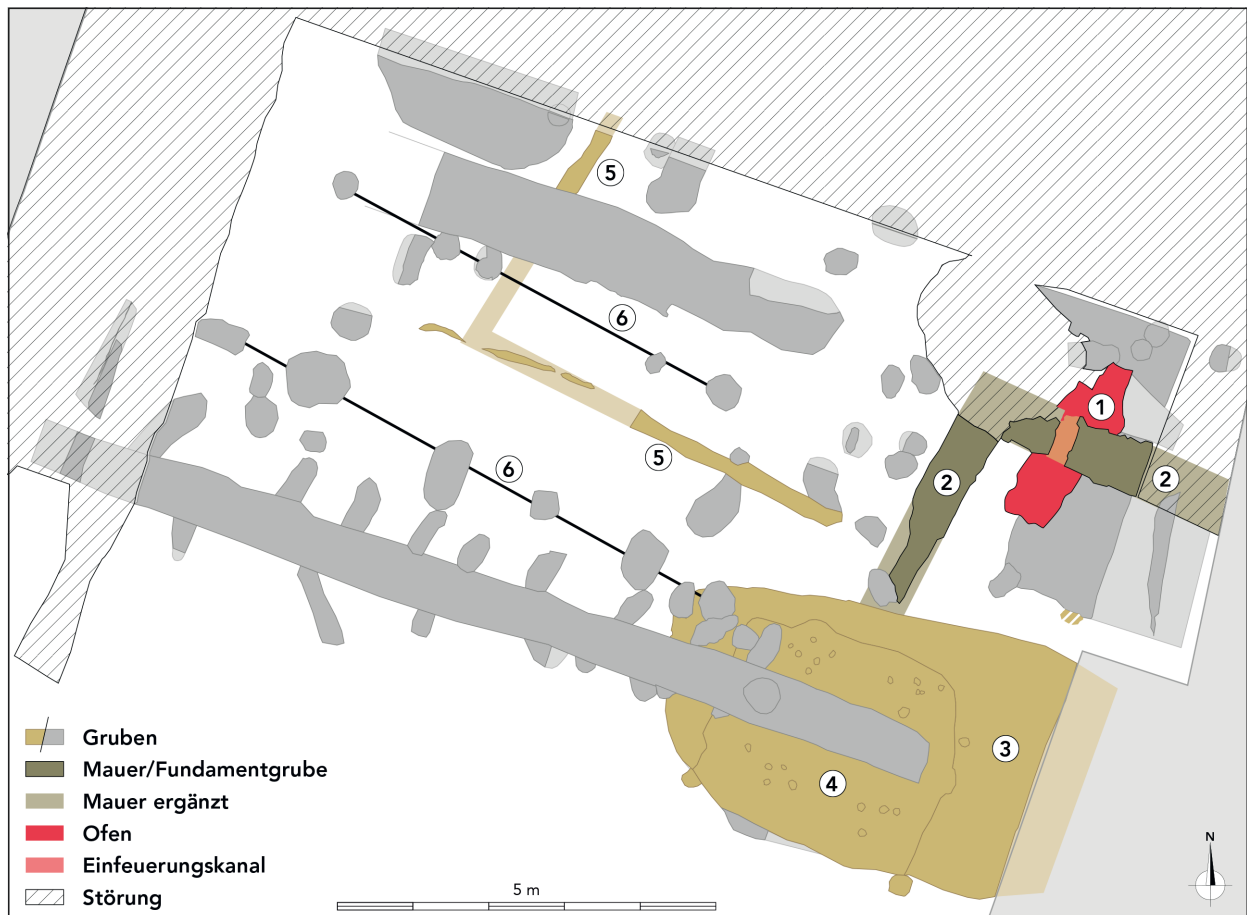 5
6
1
5
6
2
2
3
4
Gruben
Mauer/Fundamentgrube
Mauer ergänzt
Ofen
Einfeuerungskanal
Störung
5 m
N